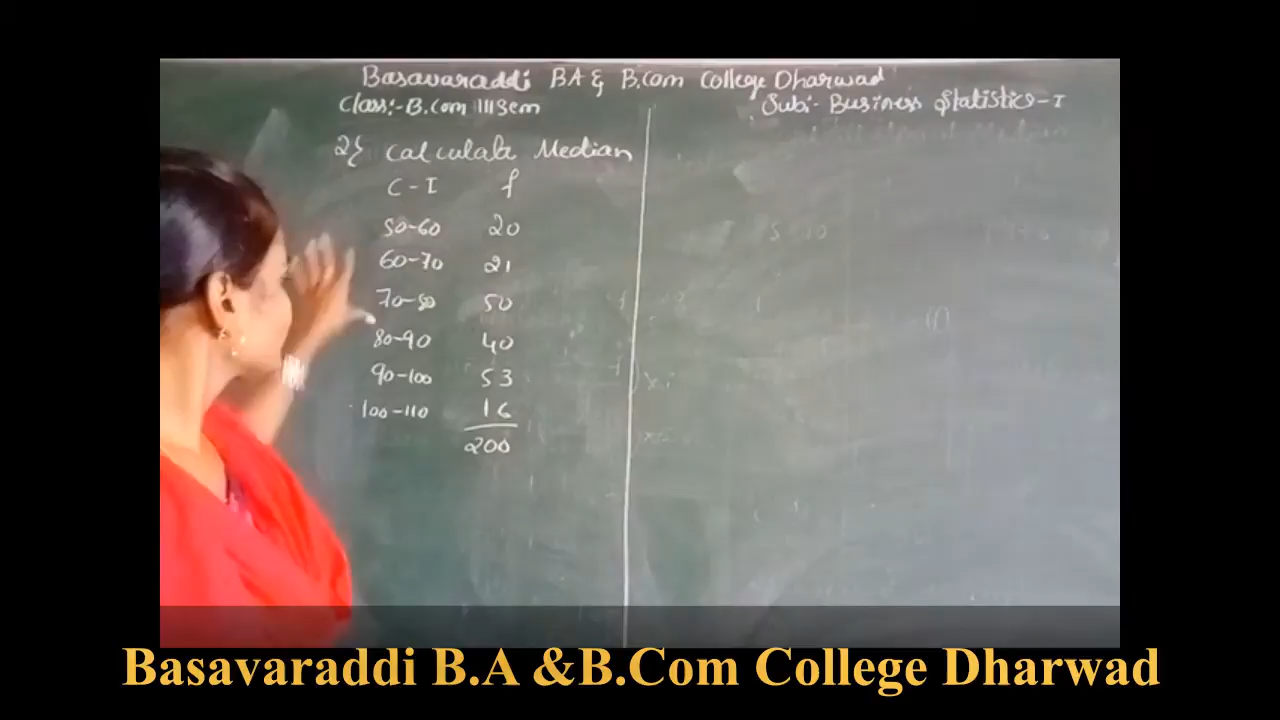 Basavaraddi BA & B.Com College Dharwad
Class:- B.Com III Sem
Sub:- Business Statistics-I
2} Calculate Median
C-I f
50-60 20
60-70 21
70-80 50
80-90 40
90-100 53
100-110 16
200
Basavaraddi B.A &B.Com College Dharwad